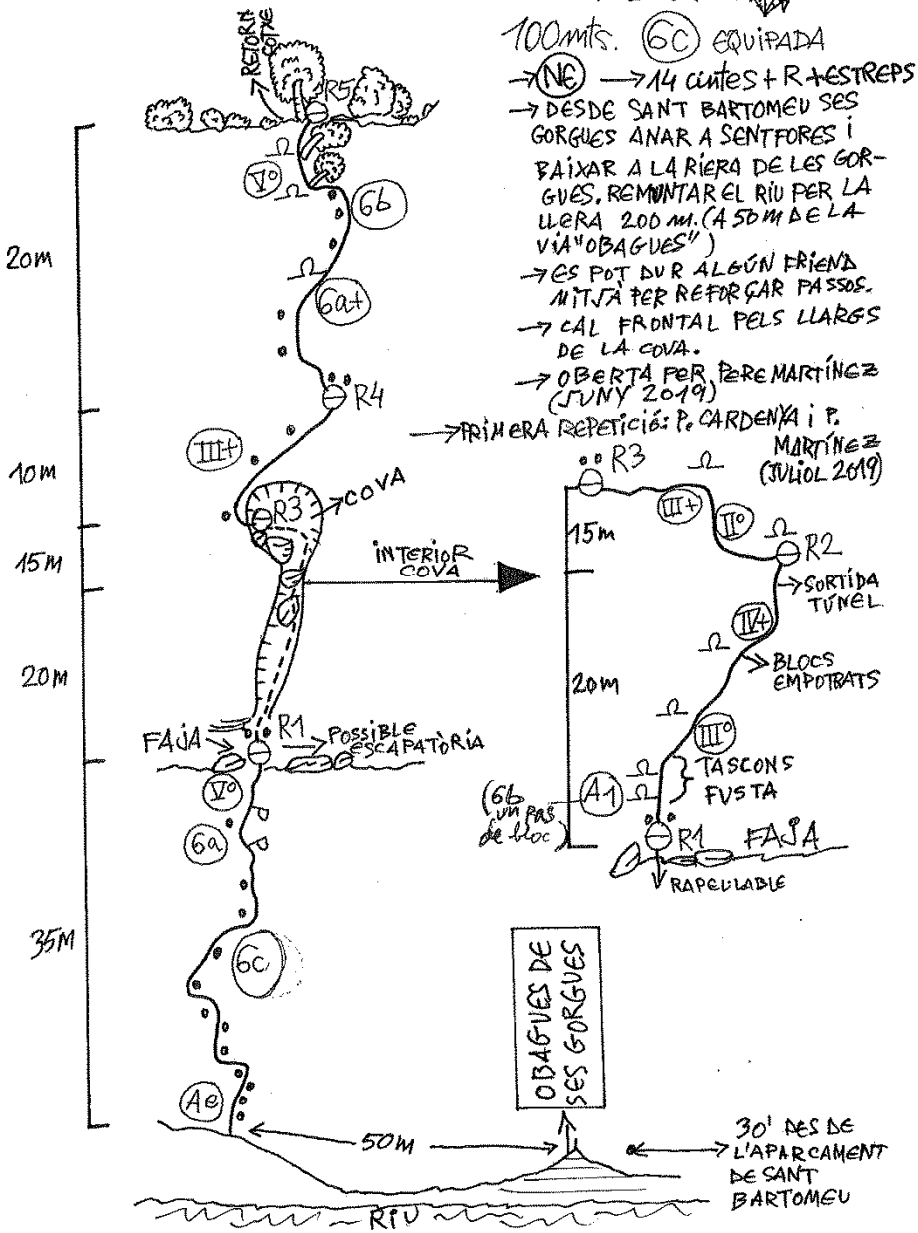 100mts. 6c EQUIPADA
→ NE → 14 cintes + R + ESTREPS
→ DESDE SANT BARTOMEU SES
GORGUES ANAR A SENTFORES i
BAIXAR A LA RIERA DE LES GOR-
GUES. REMUNTAR EL RIU PER LA
LLERA 200 m. (A 50 m DE LA
VIA "OBAGUES")
→ ES POT DUR ALGÚN FRIEND
MITJÀ PER REFORÇAR PASSOS.
→ CAL FRONTAL PELS LLARGS
DE LA COVA.
→ OBERTA PER PERE MARTÍNEZ
(JUNY 2019)
→ PRIMERA REPETICIÓ: P. CARDENYA i P.
MARTÍNEZ
(JULIOL 2019)
RETORN
COTXE
R5
Vº
6b
20m
6a+
R4
III+
10m
R3
COVA
15m
INTERIOR
COVA
20m
FAJA
R1
POSSIBLE
ESCAPATÒRIA
Vº
6a
35m
6c
Ae
R3
III+
IIº
15m
R2
SORTIDA
TÚNEL
IV+
BLOCS
EMPOTRATS
20m
IIIº
TASCONS
FUSTA
A1
(6b
un pas
de bloc)
R1
FAJA
RAPELLABLE
OBAGUES DE
SES GORGUES
50m
30' DES DE
L'APARCAMENT
DE SANT
BARTOMEU
RIU